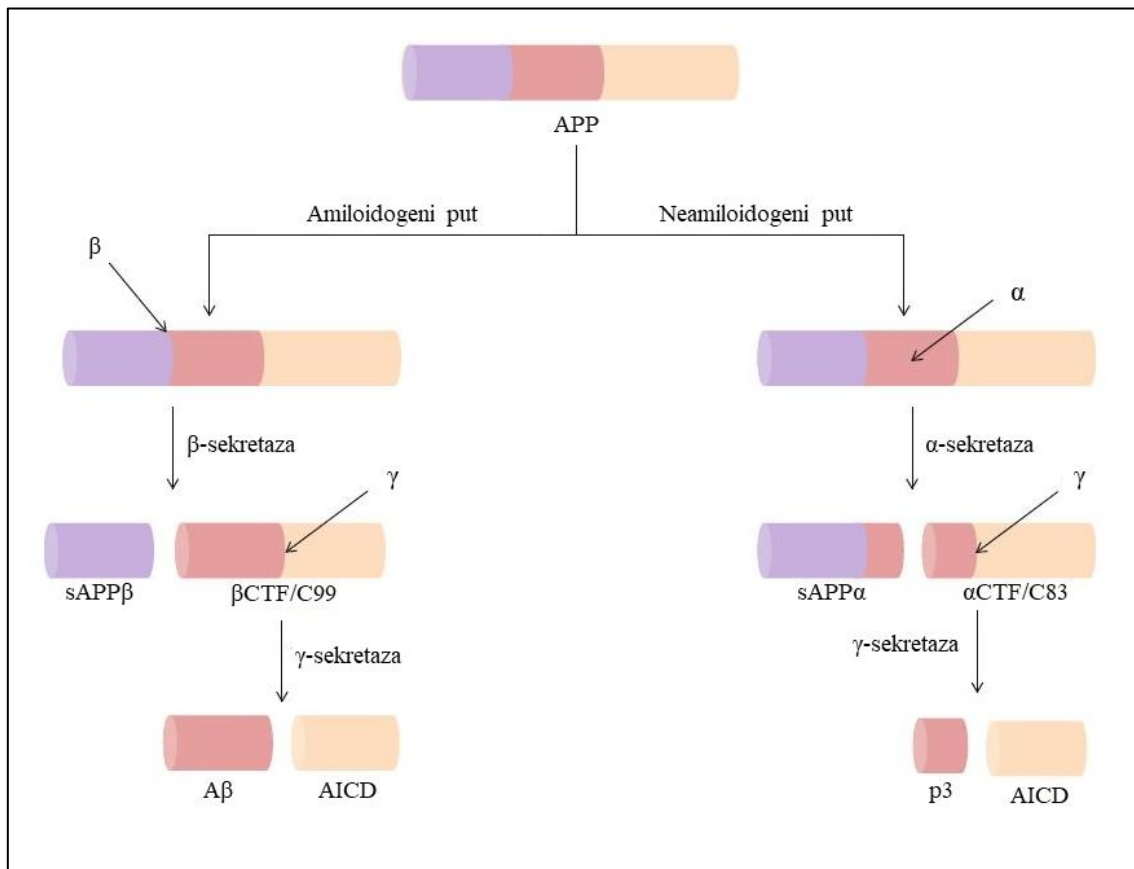 APP
Amiloidogeni put
Neamiloidogeni put
β
α
β-sekretaza
α-sekretaza
γ
γ
sAPPβ
βCTF/C99
sAPPα
αCTF/C83
γ-sekretaza
γ-sekretaza
Aβ
AICD
p3
AICD